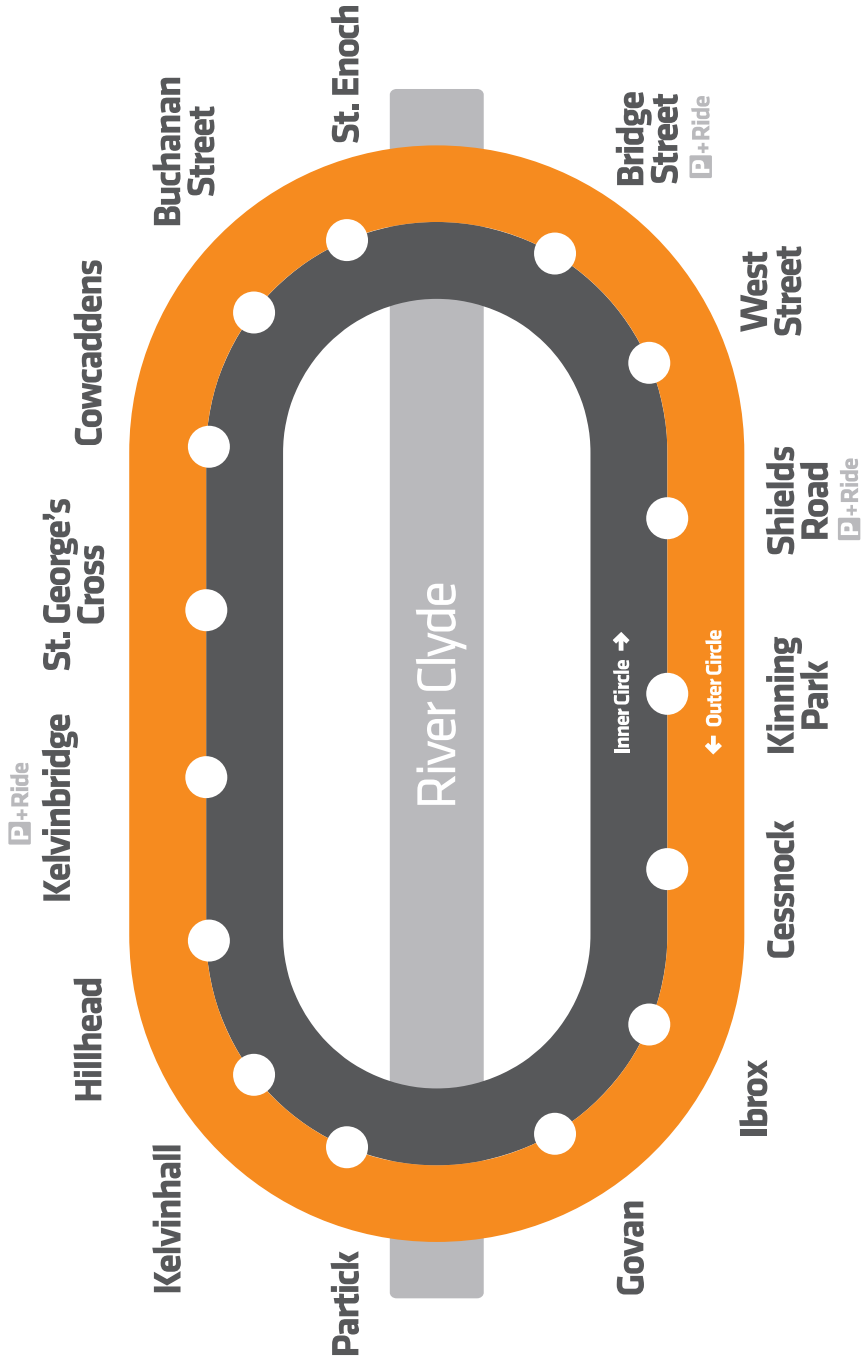 P+Ride
Kelvinbridge
St. George’s
Cross
Cowcaddens
Buchanan
Street
St. Enoch
Hillhead
Kelvinhall
Partick
River Clyde
Govan
Ibrox
Cessnock
Inner Circle →
← Outer Circle
Kinning
Park
Shields
Road
P+Ride
West
Street
Bridge
Street
P+Ride